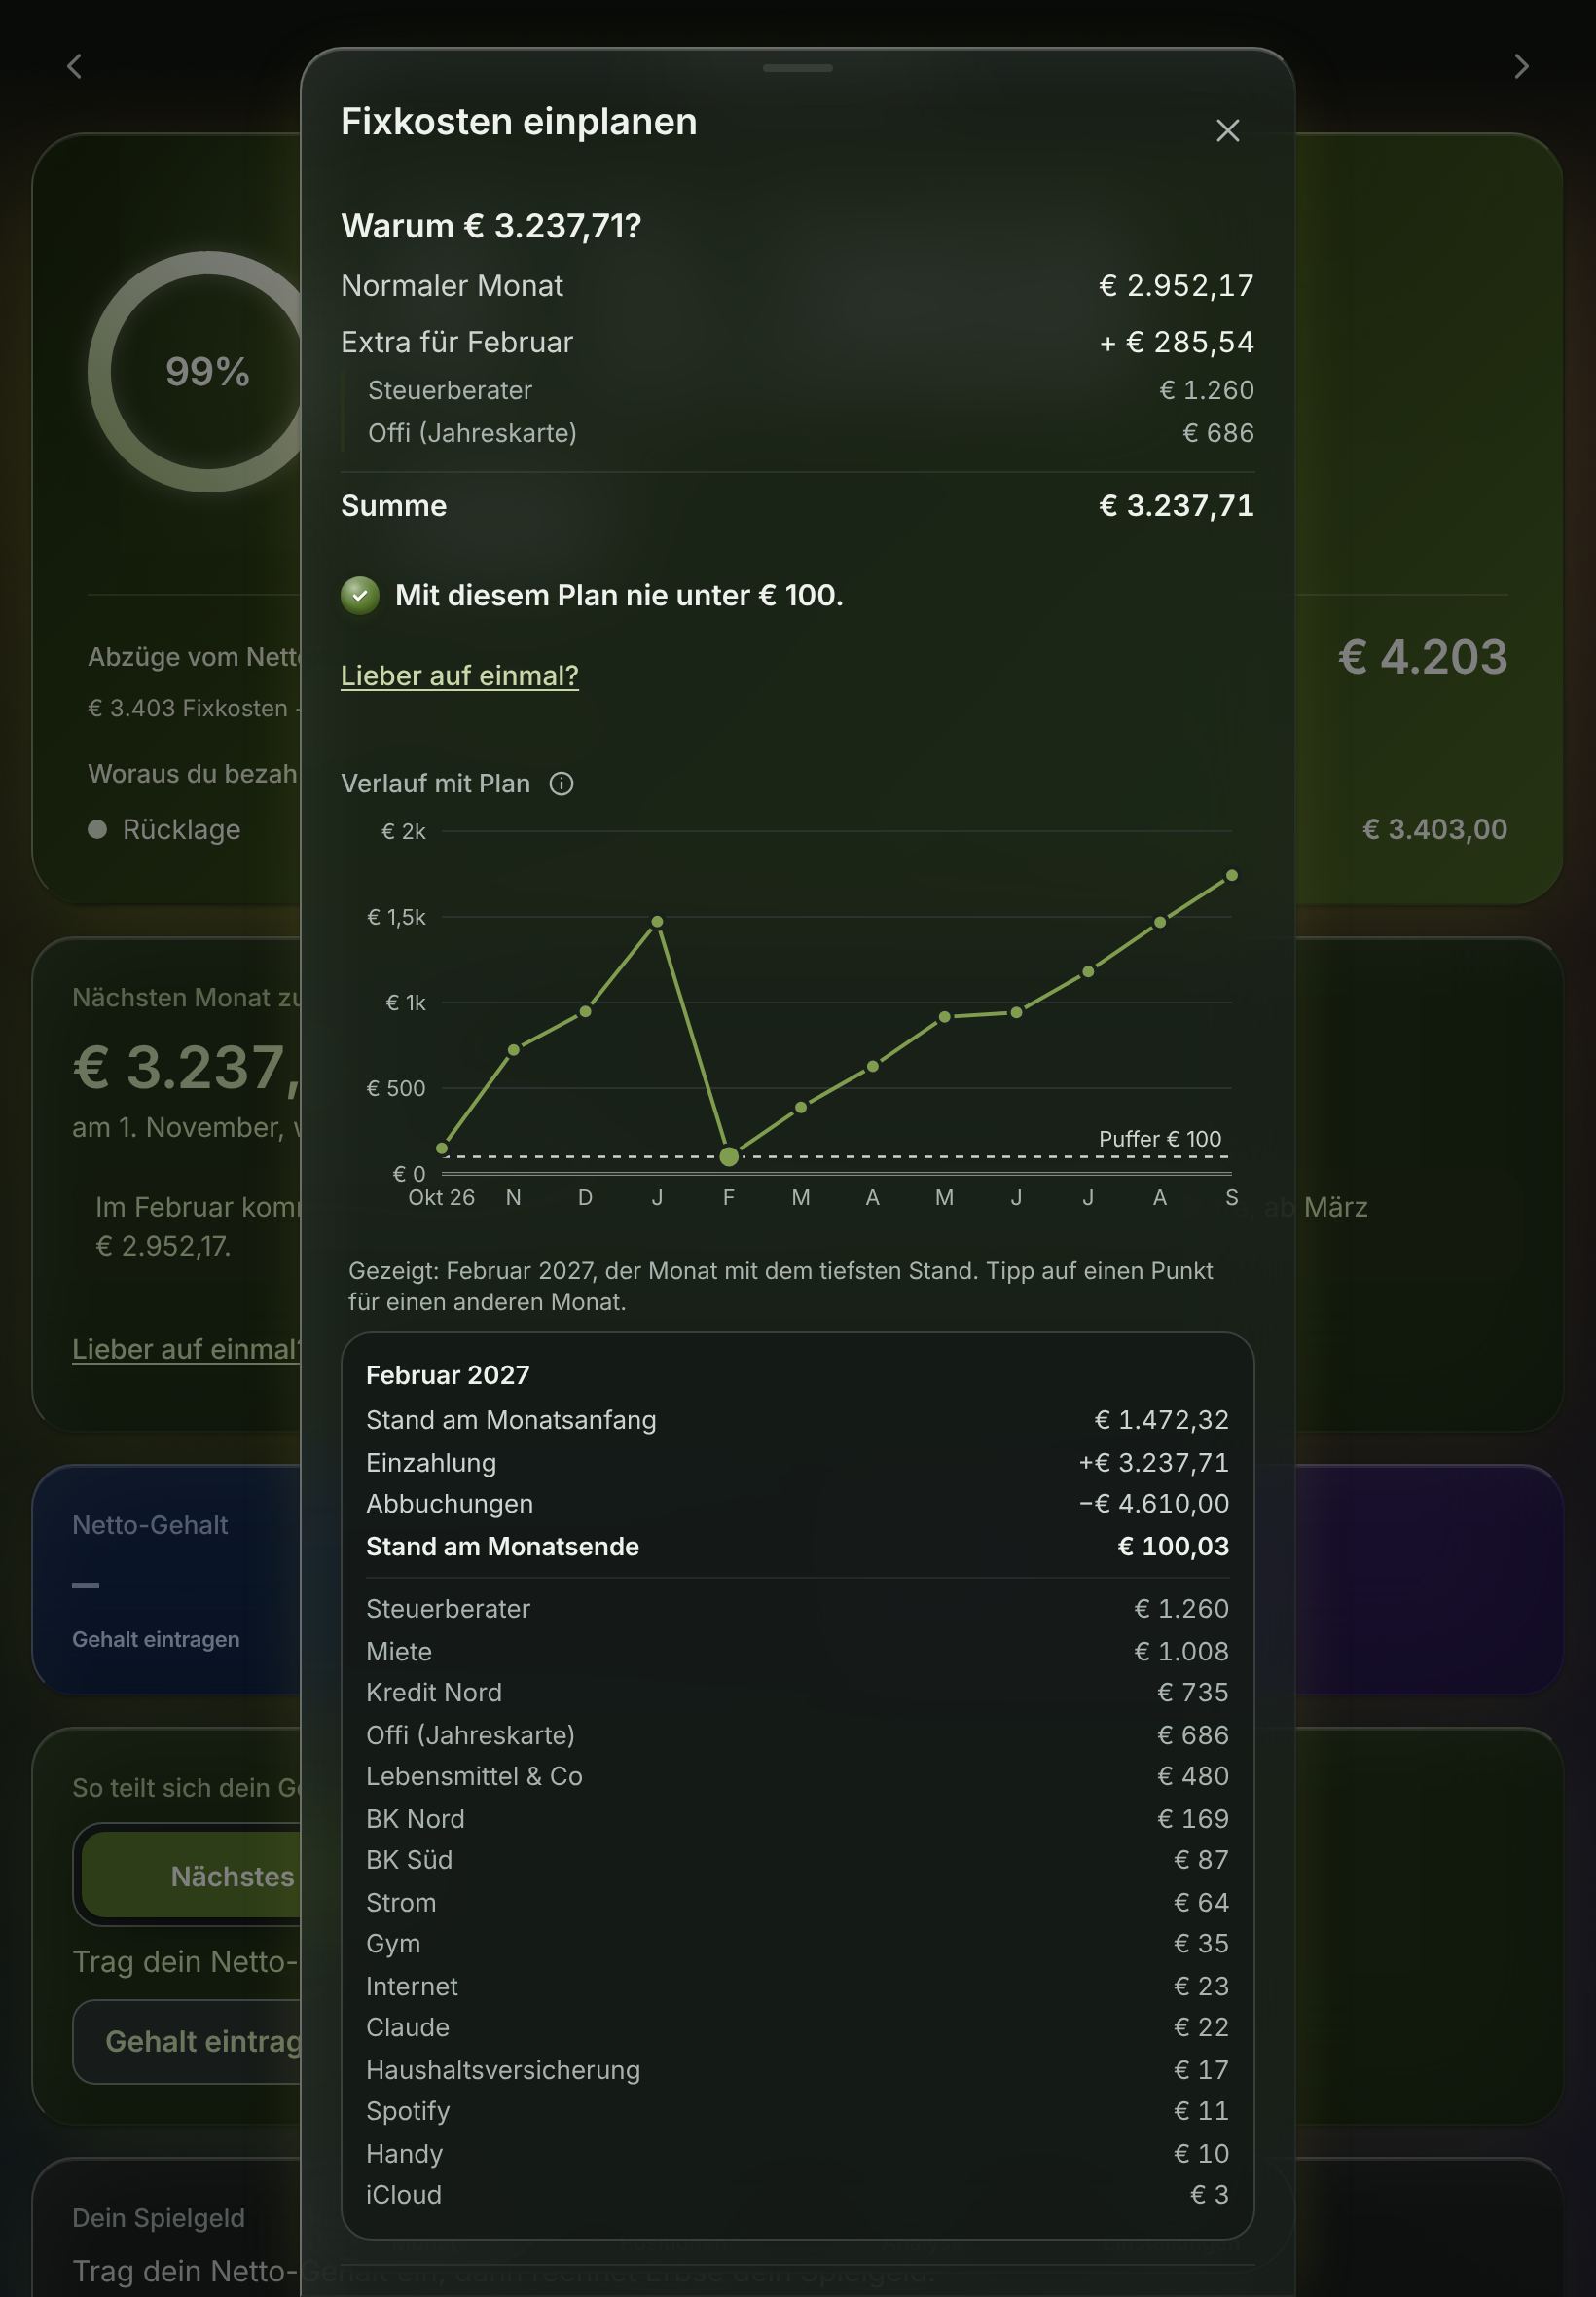 Fixkosten einplanen
Warum € 3.237,71?
Normaler Monat € 2.952,17
Extra für Februar + € 285,54
Steuerberater € 1.260
Offi (Jahreskarte) € 686
Summe € 3.237,71
Mit diesem Plan nie unter € 100.
Lieber auf einmal?
Verlauf mit Plan
€ 2k
€ 1,5k
€ 1k
€ 500
Puffer € 100
€ 0
Okt 26 N D J F M A M J J A S
Gezeigt: Februar 2027, der Monat mit dem tiefsten Stand. Tipp auf einen Punkt
für einen anderen Monat.
Februar 2027
Stand am Monatsanfang € 1.472,32
Einzahlung +€ 3.237,71
Abbuchungen −€ 4.610,00
Stand am Monatsende € 100,03
Steuerberater € 1.260
Miete € 1.008
Kredit Nord € 735
Offi (Jahreskarte) € 686
Lebensmittel & Co € 480
BK Nord € 169
BK Süd € 87
Strom € 64
Gym € 35
Internet € 23
Claude € 22
Haushaltsversicherung € 17
Spotify € 11
Handy € 10
iCloud € 3
99%
Abzüge vom € 4.203
€ 3.403 Fixkosten
Woraus du
Rücklage € 3.403,00
Nächsten Monat
€ 3.237,
am 1. November,
Im Februar ab März
€ 2.952,17.
Lieber auf einmal?
Netto-Gehalt
–
Gehalt eintragen
So teilt sich dein
Nächstes
Trag dein Netto-
Gehalt
Dein Spielgeld
Trag dein Netto-Gehalt ein, dann rechnet Erbse dein Spielgeld.